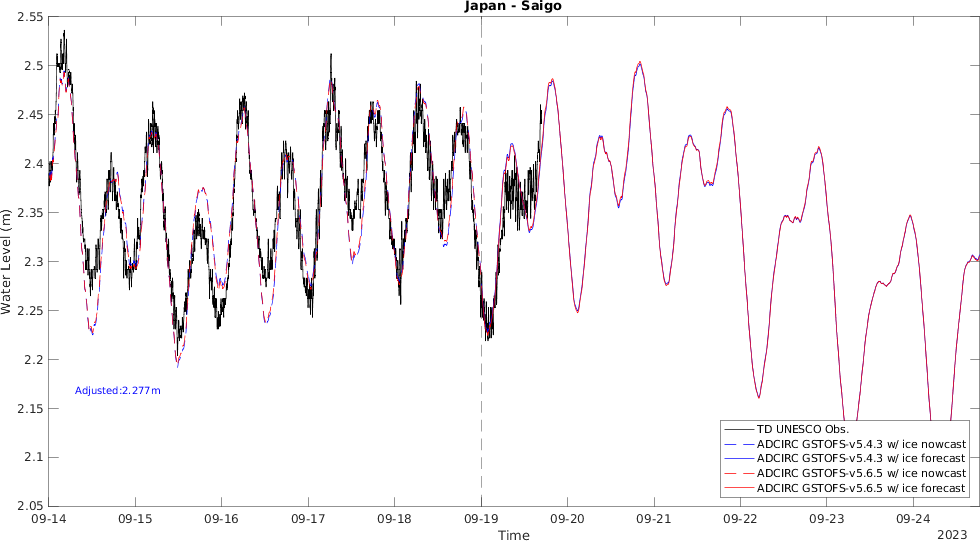 Japan - Saigo
2.55
2.5
2.45
2.4
2.35
2.3
2.25
2.2
2.15
2.1
2.05
Water Level (m)
Adjusted:2.277m
TD UNESCO Obs.
ADCIRC GSTOFS-v5.4.3 w/ ice nowcast
ADCIRC GSTOFS-v5.4.3 w/ ice forecast
ADCIRC GSTOFS-v5.6.5 w/ ice nowcast
ADCIRC GSTOFS-v5.6.5 w/ ice forecast
09-14 09-15 09-16 09-17 09-18 09-19 09-20 09-21 09-22 09-23 09-24
Time
2023